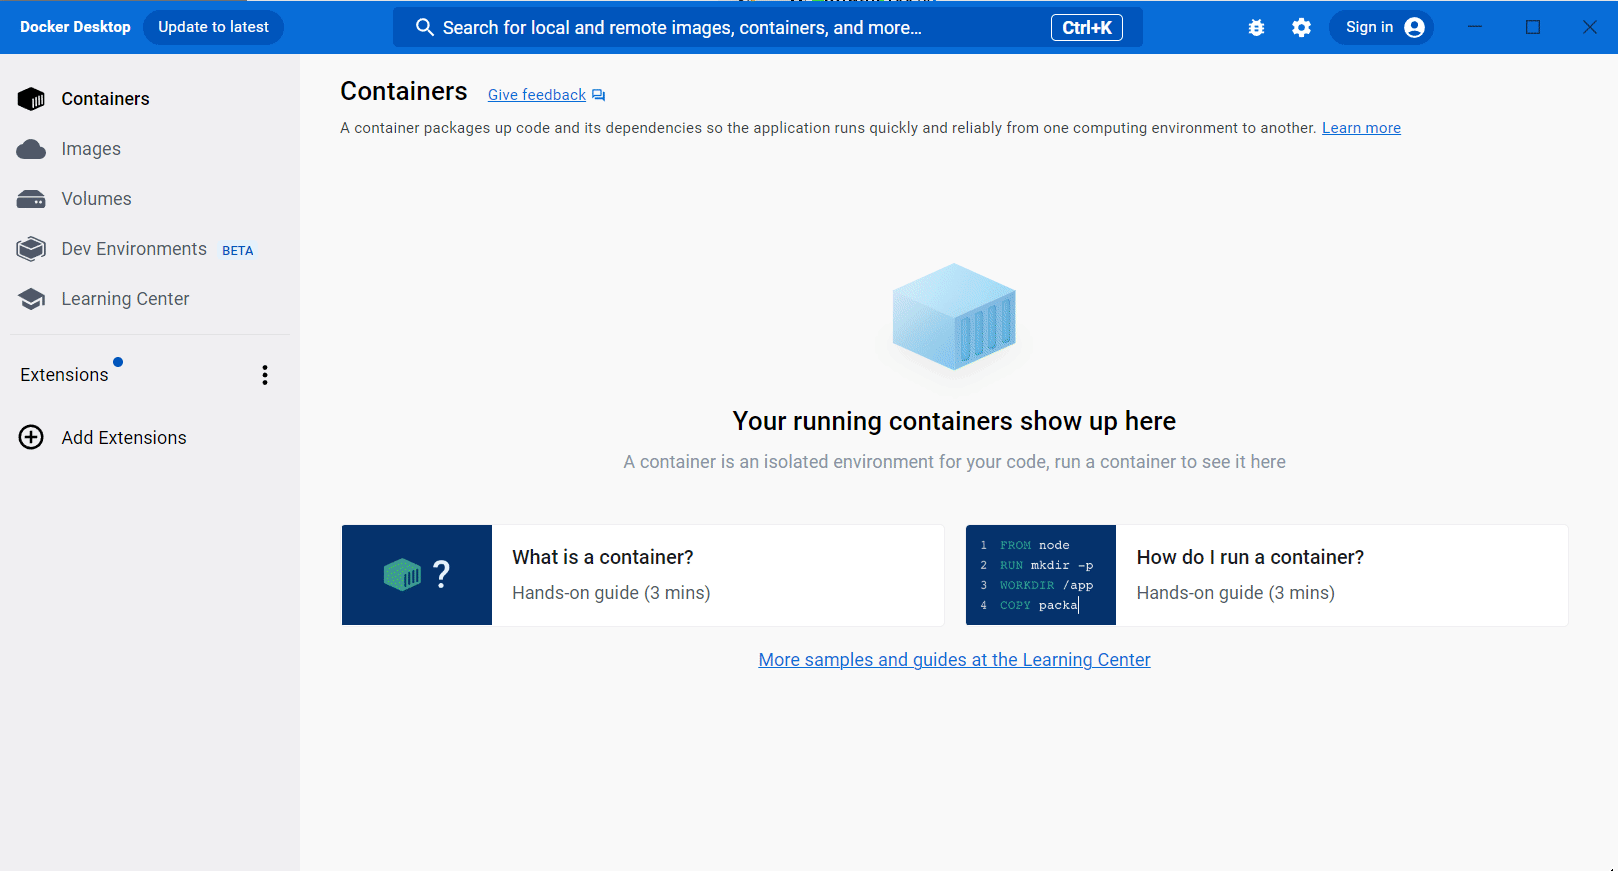 Docker Desktop
Update to latest
Search for local and remote images, containers, and more...
Ctrl+K
Sign in
Containers
Images
Volumes
Dev Environments BETA
Learning Center
Extensions
Add Extensions
Containers Give feedback
A container packages up code and its dependencies so the application runs quickly and reliably from one computing environment to another. Learn more
Your running containers show up here
A container is an isolated environment for your code, run a container to see it here
?
What is a container?
Hands-on guide (3 mins)
1 FROM node
2 RUN mkdir -p
3 WORKDIR /app
4 COPY packa
How do I run a container?
Hands-on guide (3 mins)
More samples and guides at the Learning Center